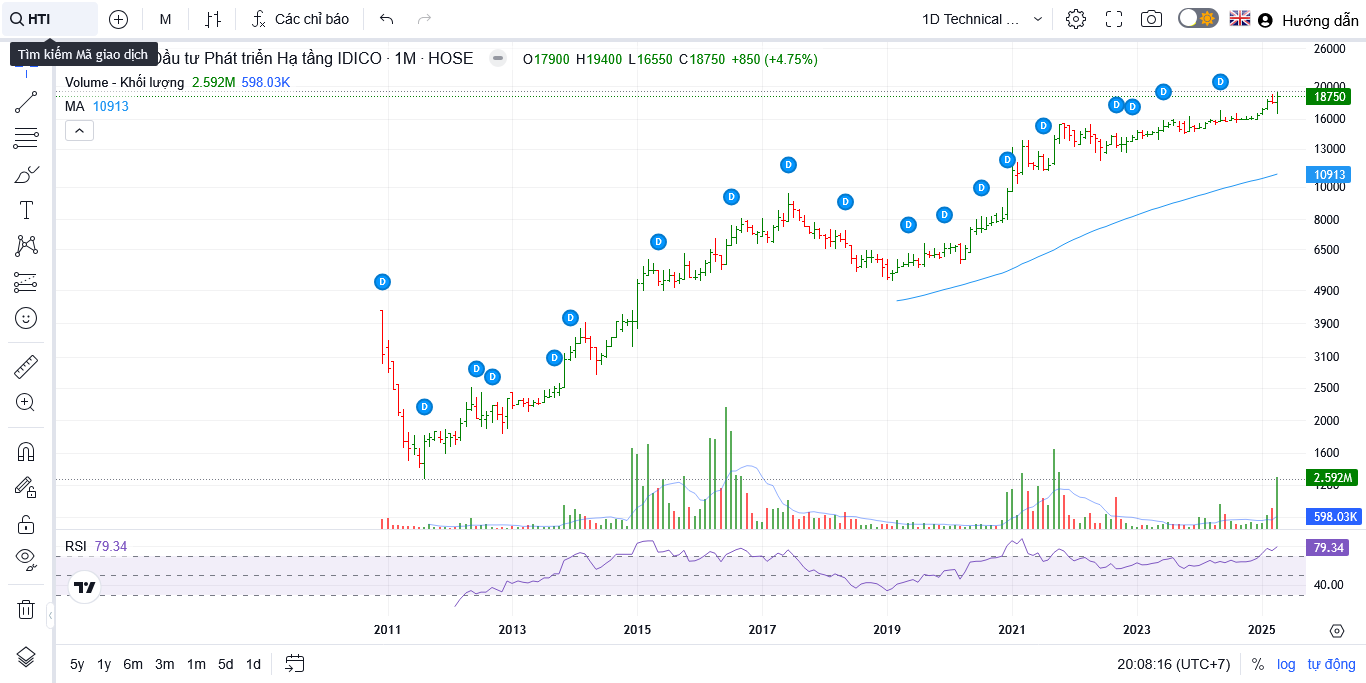 HTI
M
Các chỉ báo
1D Technical ...
Hướng dẫn
Tìm kiếm Mã giao dịch
Đầu tư Phát triển Hạ tầng IDICO · 1M · HOSE
O17900 H19400 L16550 C18750 +850 (+4.75%)
Volume - Khối lượng 2.592M 598.03K
MA 10913
26000
20000
18750
16000
13000
10913
10000
8000
6500
4900
3900
3100
2500
2000
1600
2.592M
598.03K
D D D D D D D D D D D D D D D D D D
RSI 79.34
79.34
40.00
2011 2013 2015 2017 2019 2021 2023 2025
5y 1y 6m 3m 1m 5d 1d
20:08:16 (UTC+7) % log tự động